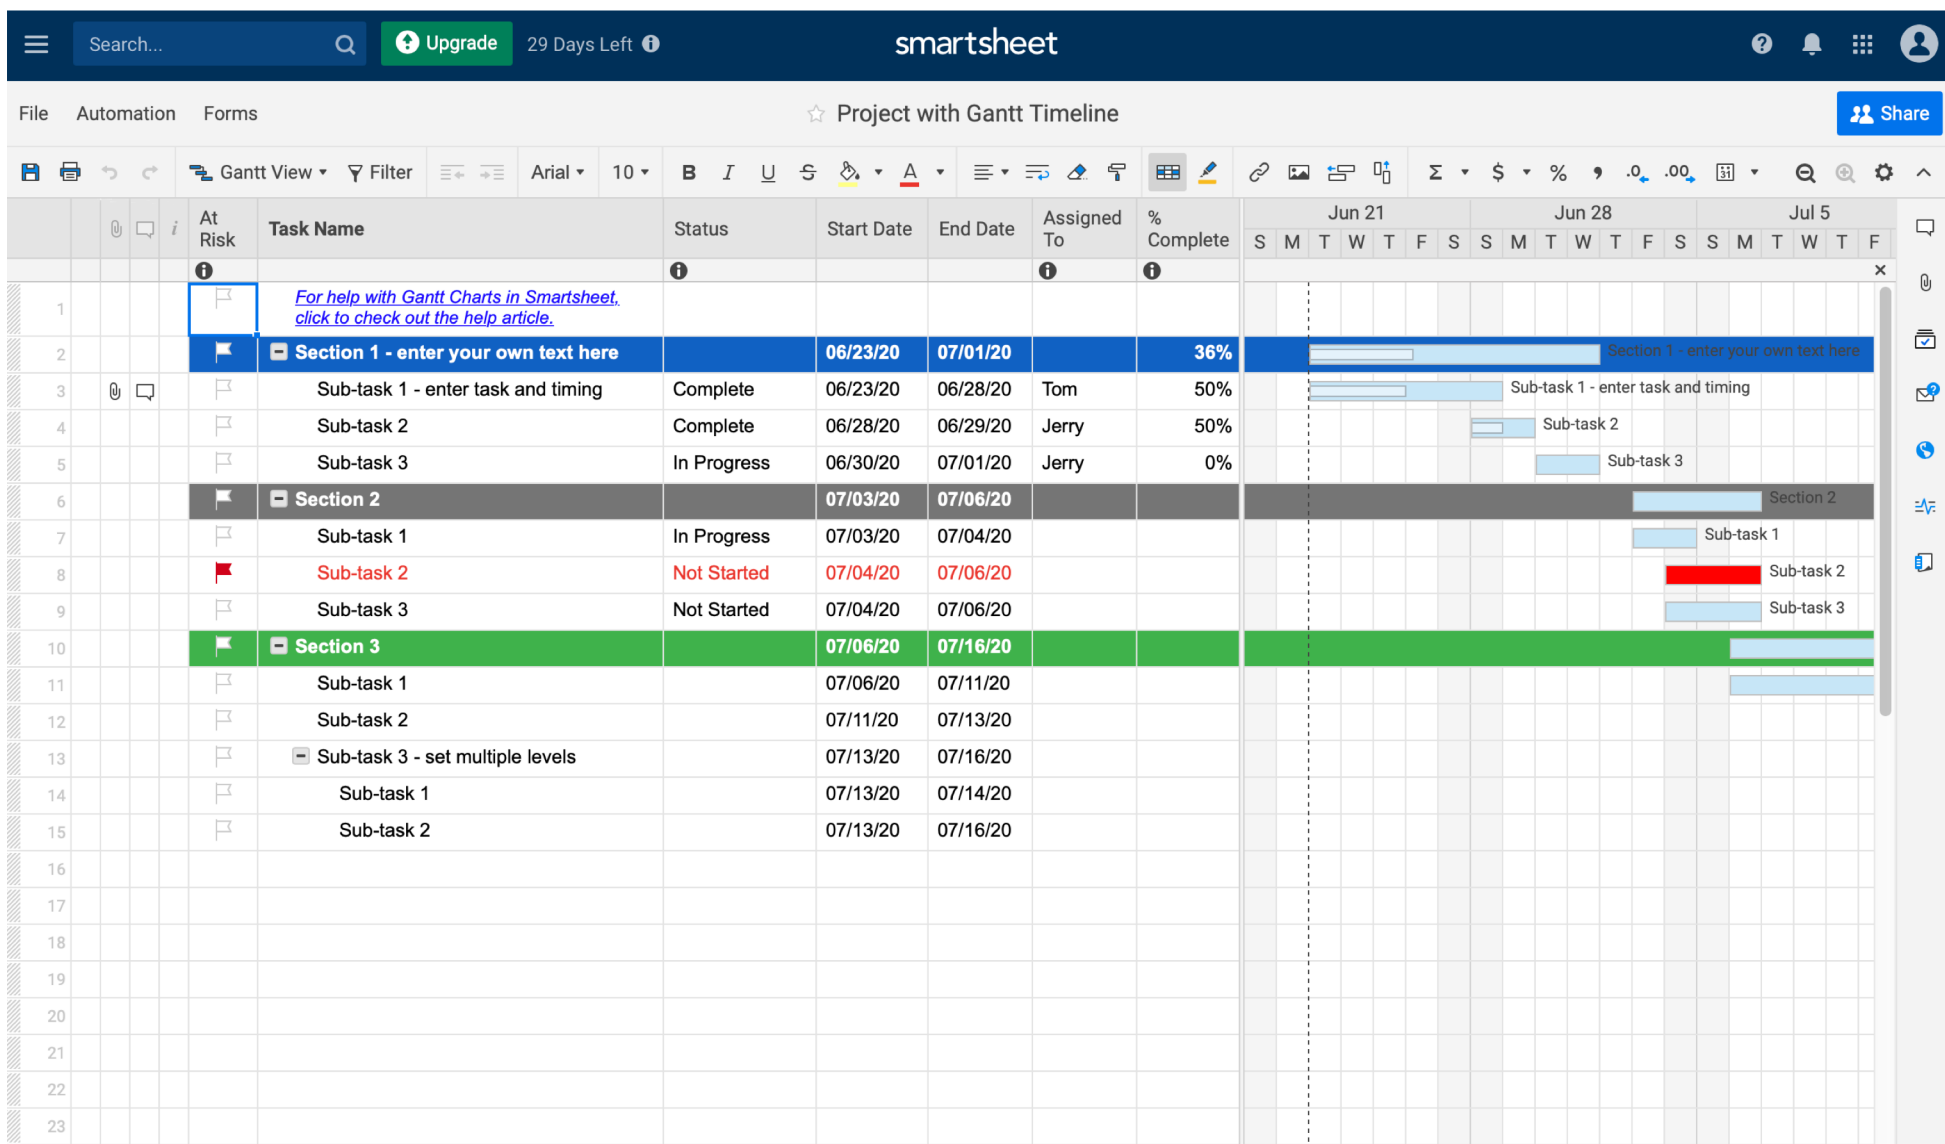 Search...
Upgrade
29 Days Left
smartsheet
File Automation Forms
Project with Gantt Timeline
Share
Gantt View Filter Arial 10 B I U S A Σ $ % , .0 .00 31
At Risk Task Name Status Start Date End Date Assigned To % Complete
Jun 21 Jun 28 Jul 5
S M T W T F S S M T W T F S S M T W T F
1 For help with Gantt Charts in Smartsheet,
click to check out the help article.
2 Section 1 - enter your own text here 06/23/20 07/01/20 36% Section 1 - enter your own text here
3 Sub-task 1 - enter task and timing Complete 06/23/20 06/28/20 Tom 50% Sub-task 1 - enter task and timing
4 Sub-task 2 Complete 06/28/20 06/29/20 Jerry 50% Sub-task 2
5 Sub-task 3 In Progress 06/30/20 07/01/20 Jerry 0% Sub-task 3
6 Section 2 07/03/20 07/06/20 Section 2
7 Sub-task 1 In Progress 07/03/20 07/04/20 Sub-task 1
8 Sub-task 2 Not Started 07/04/20 07/06/20 Sub-task 2
9 Sub-task 3 Not Started 07/04/20 07/06/20 Sub-task 3
10 Section 3 07/06/20 07/16/20
11 Sub-task 1 07/06/20 07/11/20
12 Sub-task 2 07/11/20 07/13/20
13 Sub-task 3 - set multiple levels 07/13/20 07/16/20
14 Sub-task 1 07/13/20 07/14/20
15 Sub-task 2 07/13/20 07/16/20
16
17
18
19
20
21
22
23